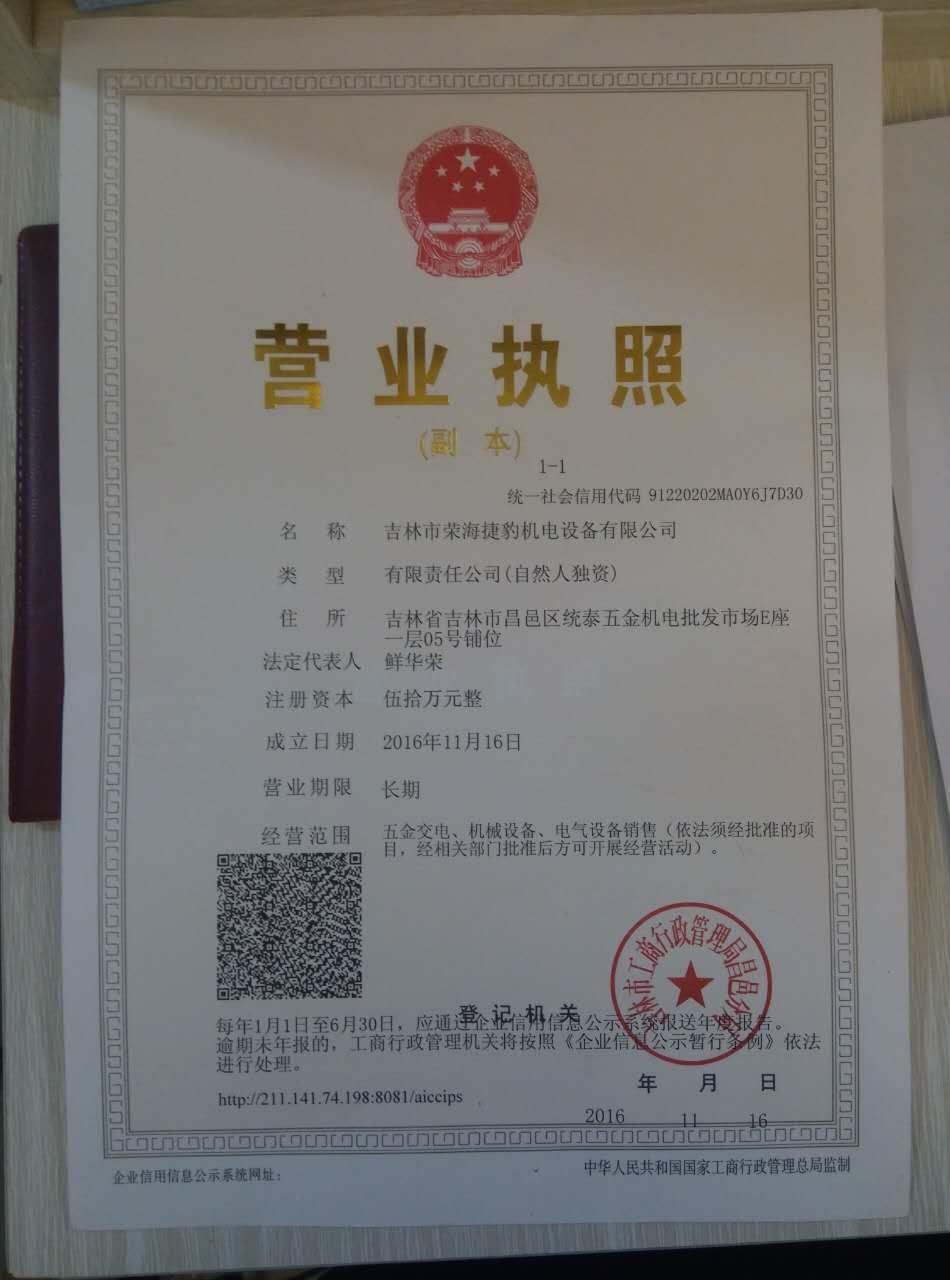 营业执照
(副 本)
1-1
统一社会信用代码 91220202MA0Y6J7D30
名 称 吉林市荣海捷豹机电设备有限公司
类 型 有限责任公司(自然人独资)
住 所 吉林省吉林市昌邑区统泰五金机电批发市场E座
一层05号铺位
法定代表人 鲜华荣
注册资本 伍拾万元整
成立日期 2016年11月16日
营业期限 长期
经营范围 五金交电、机械设备、电气设备销售（依法须经批准的项
目，经相关部门批准后方可开展经营活动）。
林市工商行政管理局昌邑分
登记机关
每年1月1日至6月30日，应通过企业信用信息公示系统报送年度报告。
逾期未年报的，工商行政管理机关将按照《企业信息公示暂行条例》依法
进行处理。
年 月 日
http://211.141.74.198:8081/aiccips
2016 11 16
企业信用信息公示系统网址：
中华人民共和国国家工商行政管理总局监制